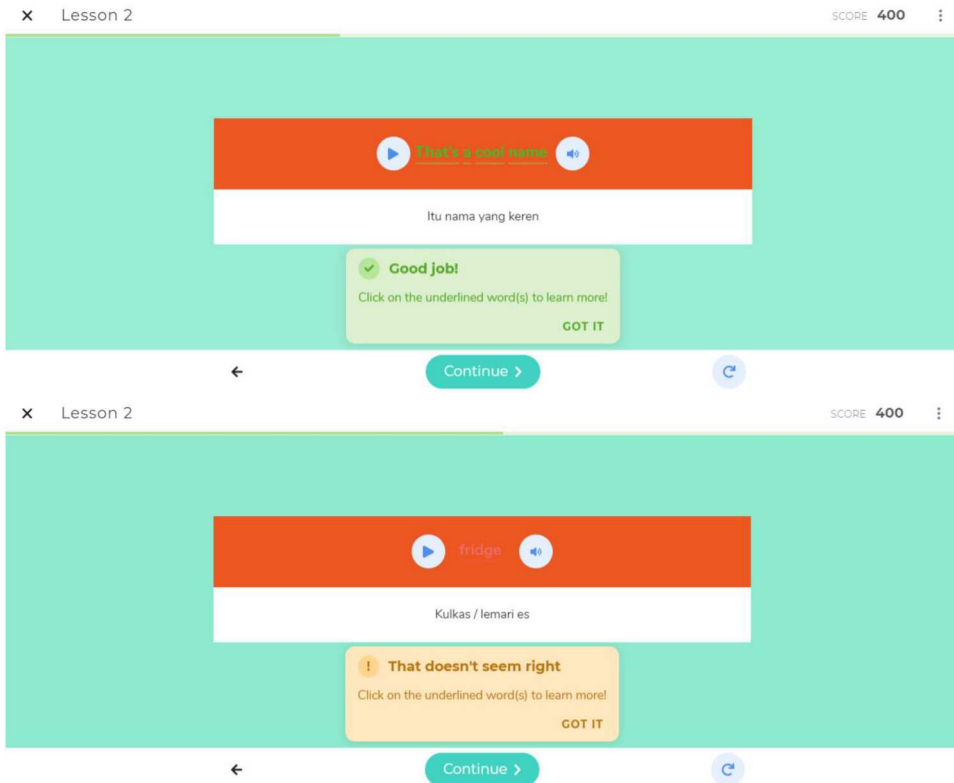 Lesson 2
SCORE 400
That's a cool name
Itu nama yang keren
Good job!
Click on the underlined word(s) to learn more!
GOT IT
Continue
Lesson 2
SCORE 400
fridge
Kulkas / lemari es
That doesn't seem right
Click on the underlined word(s) to learn more!
GOT IT
Continue